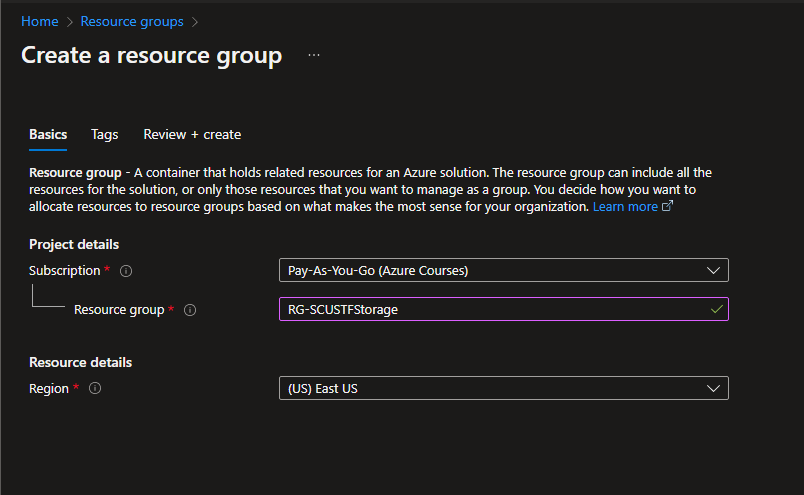 Home > Resource groups >
Create a resource group ...
Basics Tags Review + create
Resource group - A container that holds related resources for an Azure solution. The resource group can include all the
resources for the solution, or only those resources that you want to manage as a group. You decide how you want to
allocate resources to resource groups based on what makes the most sense for your organization. Learn more
Project details
Subscription * Pay-As-You-Go (Azure Courses)
Resource group * RG-SCUSTFStorage
Resource details
Region * (US) East US